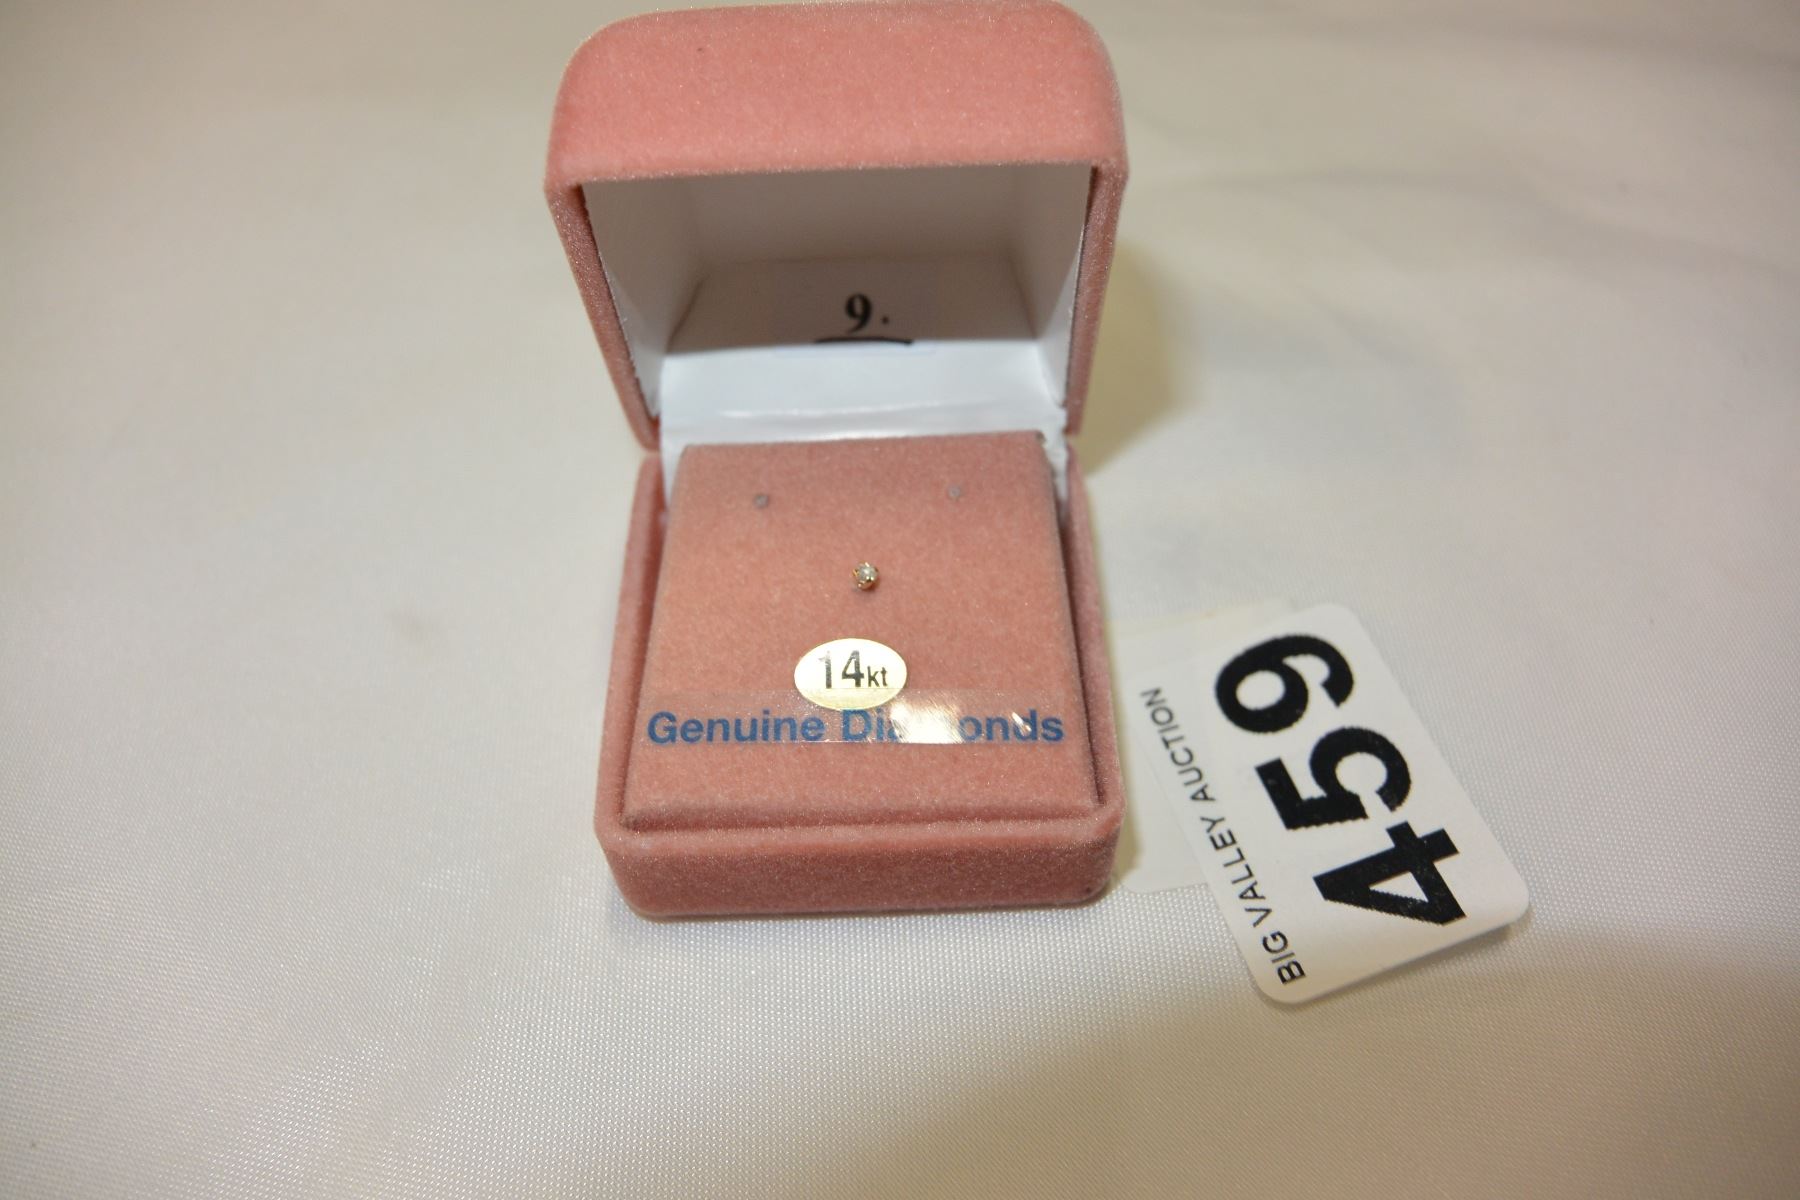 9.
14kt
Genuine Diamonds
459
BIG VALLEY AUCTION